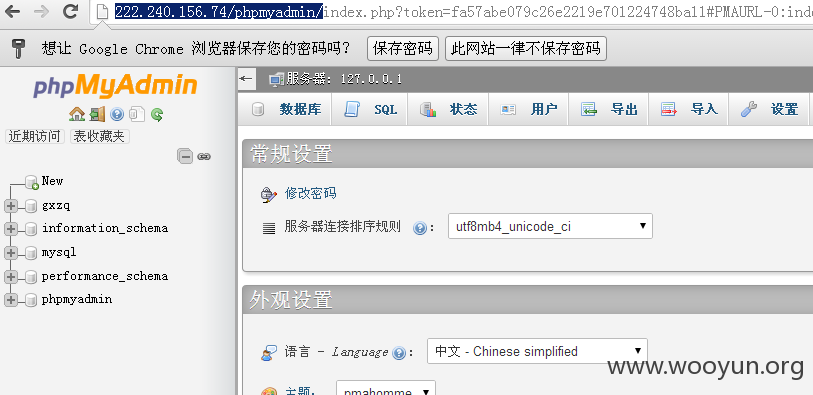 222.240.156.74/phpmyadmin/index.php?token=fa57abe079c26e2219e701224748ba11#PMAURL-0:inde
想让 Google Chrome 浏览器保存您的密码吗？ 保存密码 此网站一律不保存密码
phpMyAdmin
近期访问 表收藏夹
New
gxzq
information_schema
mysql
performance_schema
phpmyadmin
服务器: 127.0.0.1
数据库 SQL 状态 用户 导出 导入 设置
常规设置
修改密码
服务器连接排序规则 : utf8mb4_unicode_ci
外观设置
语言 - Language : 中文 - Chinese simplified
主题: pmahomme
www.wooyun.org